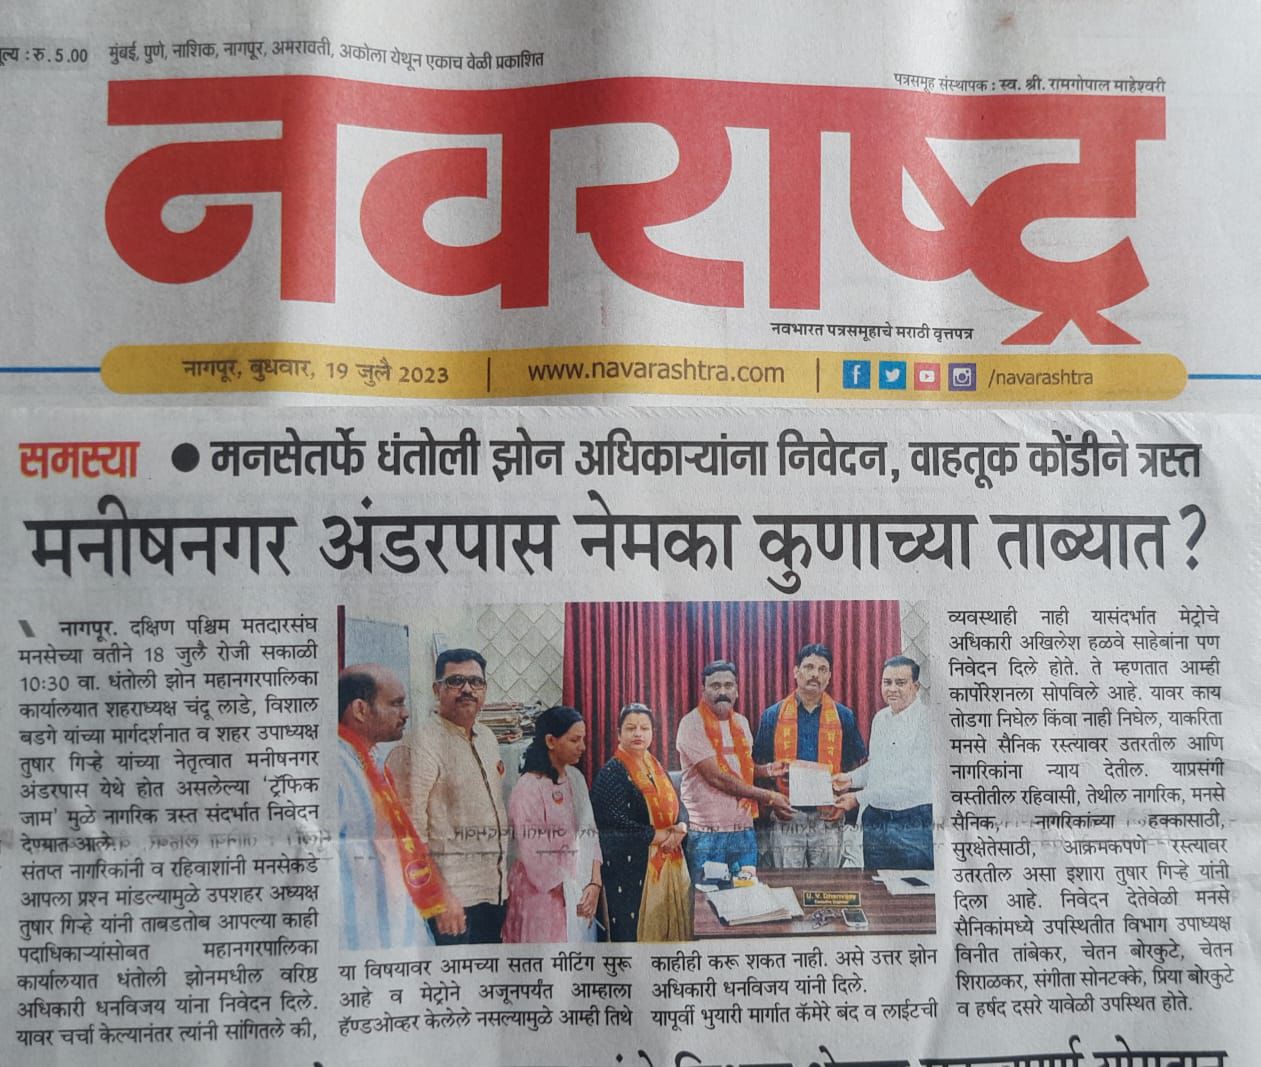 ूल्य : रु. 5.00 मुंबई, पुणे, नाशिक, नागपूर, अमरावती, अकोला येथून एकाच वेळी प्रकाशित
पत्रसमूह संस्थापक : स्व. श्री. रामगोपाल माहेश्वरी
नवराष्ट्र
नवभारत पत्रसमूहाचे मराठी वृत्तपत्र
नागपूर, बुधवार, 19 जुलै 2023 | www.navarashtra.com | /navarashtra
समस्या ● मनसेतर्फे धंतोली झोन अधिकाऱ्यांना निवेदन, वाहतूक कोंडीने त्रस्त
मनीषनगर अंडरपास नेमका कुणाच्या ताब्यात?
नागपूर. दक्षिण पश्चिम मतदारसंघ
मनसेच्या वतीने 18 जुलै रोजी सकाळी
10:30 वा. धंतोली झोन महानगरपालिका
कार्यालयात शहराध्यक्ष चंदू लाडे, विशाल
बडगे यांच्या मार्गदर्शनात व शहर उपाध्यक्ष
तुषार गिऱ्हे यांच्या नेतृत्वात मनीषनगर
अंडरपास येथे होत असलेल्या 'ट्रॅफिक
जाम' मुळे नागरिक त्रस्त संदर्भात निवेदन
देण्यात आले.
संतप्त नागरिकांनी व रहिवाशांनी मनसेकडे
आपला प्रश्न मांडल्यामुळे उपशहर अध्यक्ष
तुषार गिऱ्हे यांनी ताबडतोब आपल्या काही
पदाधिकाऱ्यांसोबत महानगरपालिका
कार्यालयात धंतोली झोनमधील वरिष्ठ
अधिकारी धनविजय यांना निवेदन दिले.
यावर चर्चा केल्यानंतर त्यांनी सांगितले की,
U. V. Dhanvijay
Executive Engineer
या विषयावर आमच्या सतत मीटिंग सुरू
आहे व मेट्रोने अजूनपर्यंत आम्हाला
हॅण्डओव्हर केलेले नसल्यामुळे आम्ही तिथे
काहीही करू शकत नाही. असे उत्तर झोन
अधिकारी धनविजय यांनी दिले.
यापूर्वी भुयारी मार्गात कॅमेरे बंद व लाईटची
व्यवस्थाही नाही यासंदर्भात मेट्रोचे
अधिकारी अखिलेश हळवे साहेबांना पण
निवेदन दिले होते. ते म्हणतात आम्ही
कार्पोरेशनला सोपविले आहे. यावर काय
तोडगा निघेल किंवा नाही निघेल, याकरिता
मनसे सैनिक रस्त्यावर उतरतील आणि
नागरिकांना न्याय देतील. याप्रसंगी
वस्तीतील रहिवासी, तेथील नागरिक, मनसे
सैनिक, नागरिकांच्या हक्कासाठी,
सुरक्षेतेसाठी, आक्रमकपणे रस्त्यावर
उतरतील असा इशारा तुषार गिऱ्हे यांनी
दिला आहे. निवेदन देतेवेळी मनसे
सैनिकांमध्ये उपस्थितीत विभाग उपाध्यक्ष
विनीत तांबेकर, चेतन बोरकुटे, चेतन
शिराळकर, संगीता सोनटक्के, प्रिया बोरकुटे
व हर्षद दसरे यावेळी उपस्थित होते.